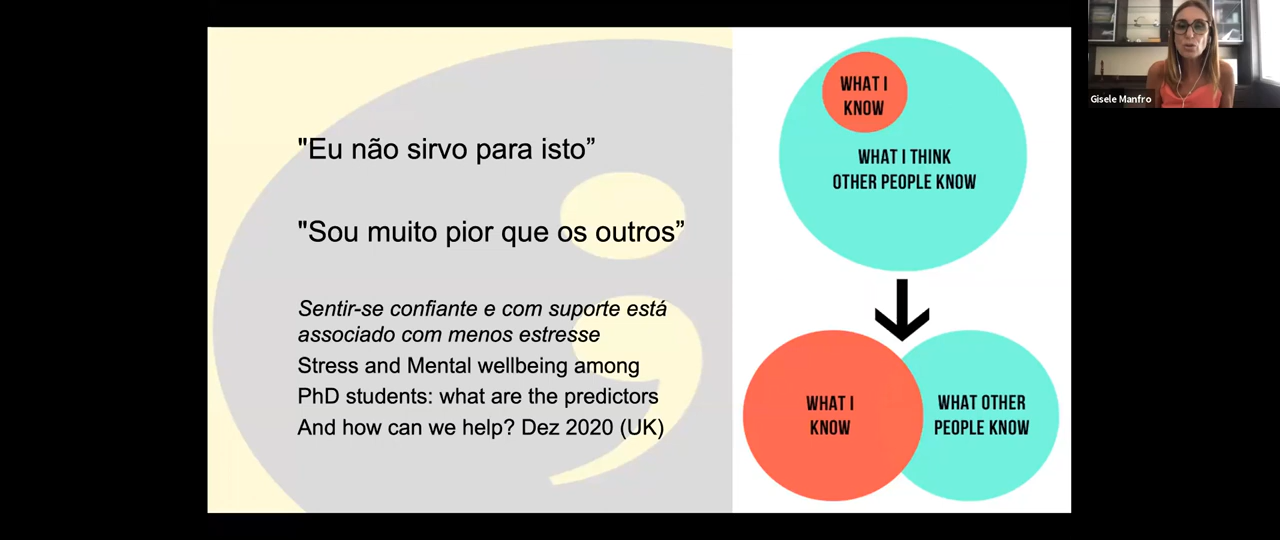 "Eu não sirvo para isto”
"Sou muito pior que os outros”
Sentir-se confiante e com suporte está
associado com menos estresse
Stress and Mental wellbeing among
PhD students: what are the predictors
And how can we help? Dez 2020 (UK)
WHAT I
KNOW
WHAT I THINK
OTHER PEOPLE KNOW
WHAT I
KNOW
WHAT OTHER
PEOPLE KNOW
Gisele Manfro